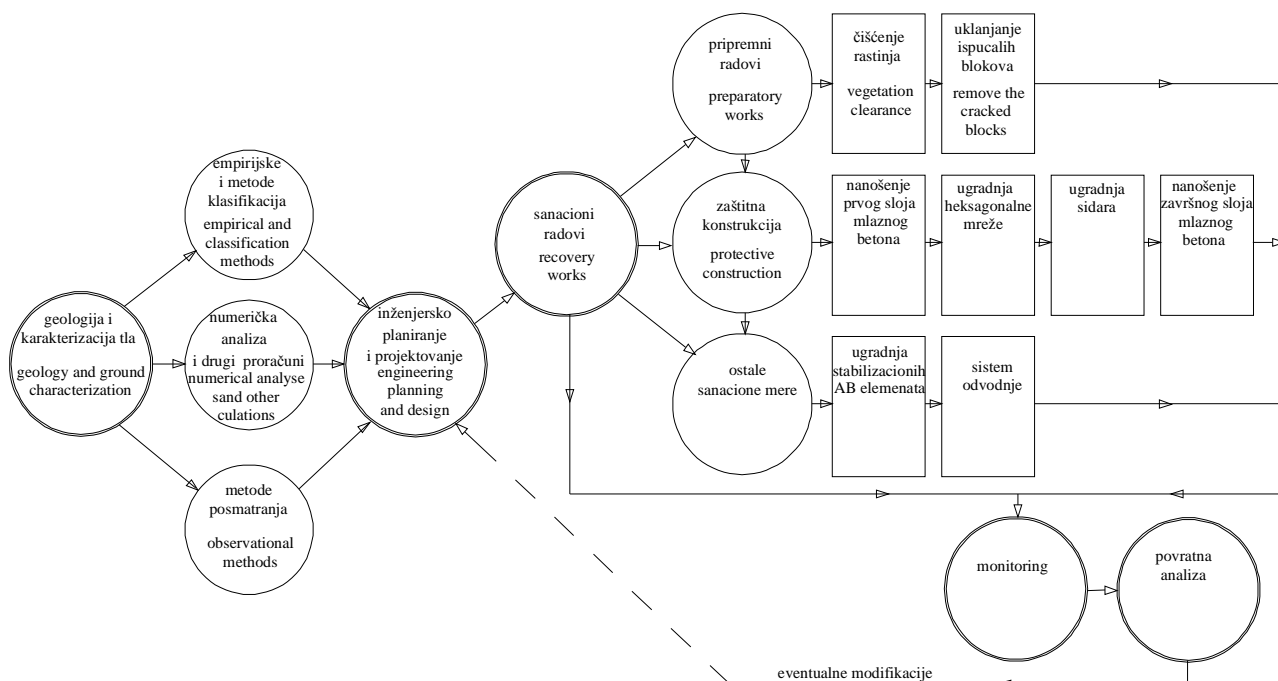 geologija i
karakterizacija tla
geology and ground
characterization
empirijske
i metode
klasifikacija
empirical and
classification
methods
numerička
analiza
i drugi proračuni
numerical analyse
sand other
culations
metode
posmatranja
observational
methods
inženjersko
planiranje
i projektovanje
engineering
planning
and design
sanacioni
radovi
recovery
works
pripremni
radovi
preparatory
works
čišćenje
rastinja
vegetation
clearance
uklanjanje
ispucalih
blokova
remove the
cracked
blocks
zaštitna
konstrukcija
protective
construction
nanošenje
prvog sloja
mlaznog
betona
ugradnja
heksagonalne
mreže
ugradnja
sidara
nanošenje
završnog sloja
mlaznog
betona
ostale
sanacione mere
ugradnja
stabilizacionih
AB elemenata
sistem
odvodnje
monitoring
povratna
analiza
eventualne modifikacije